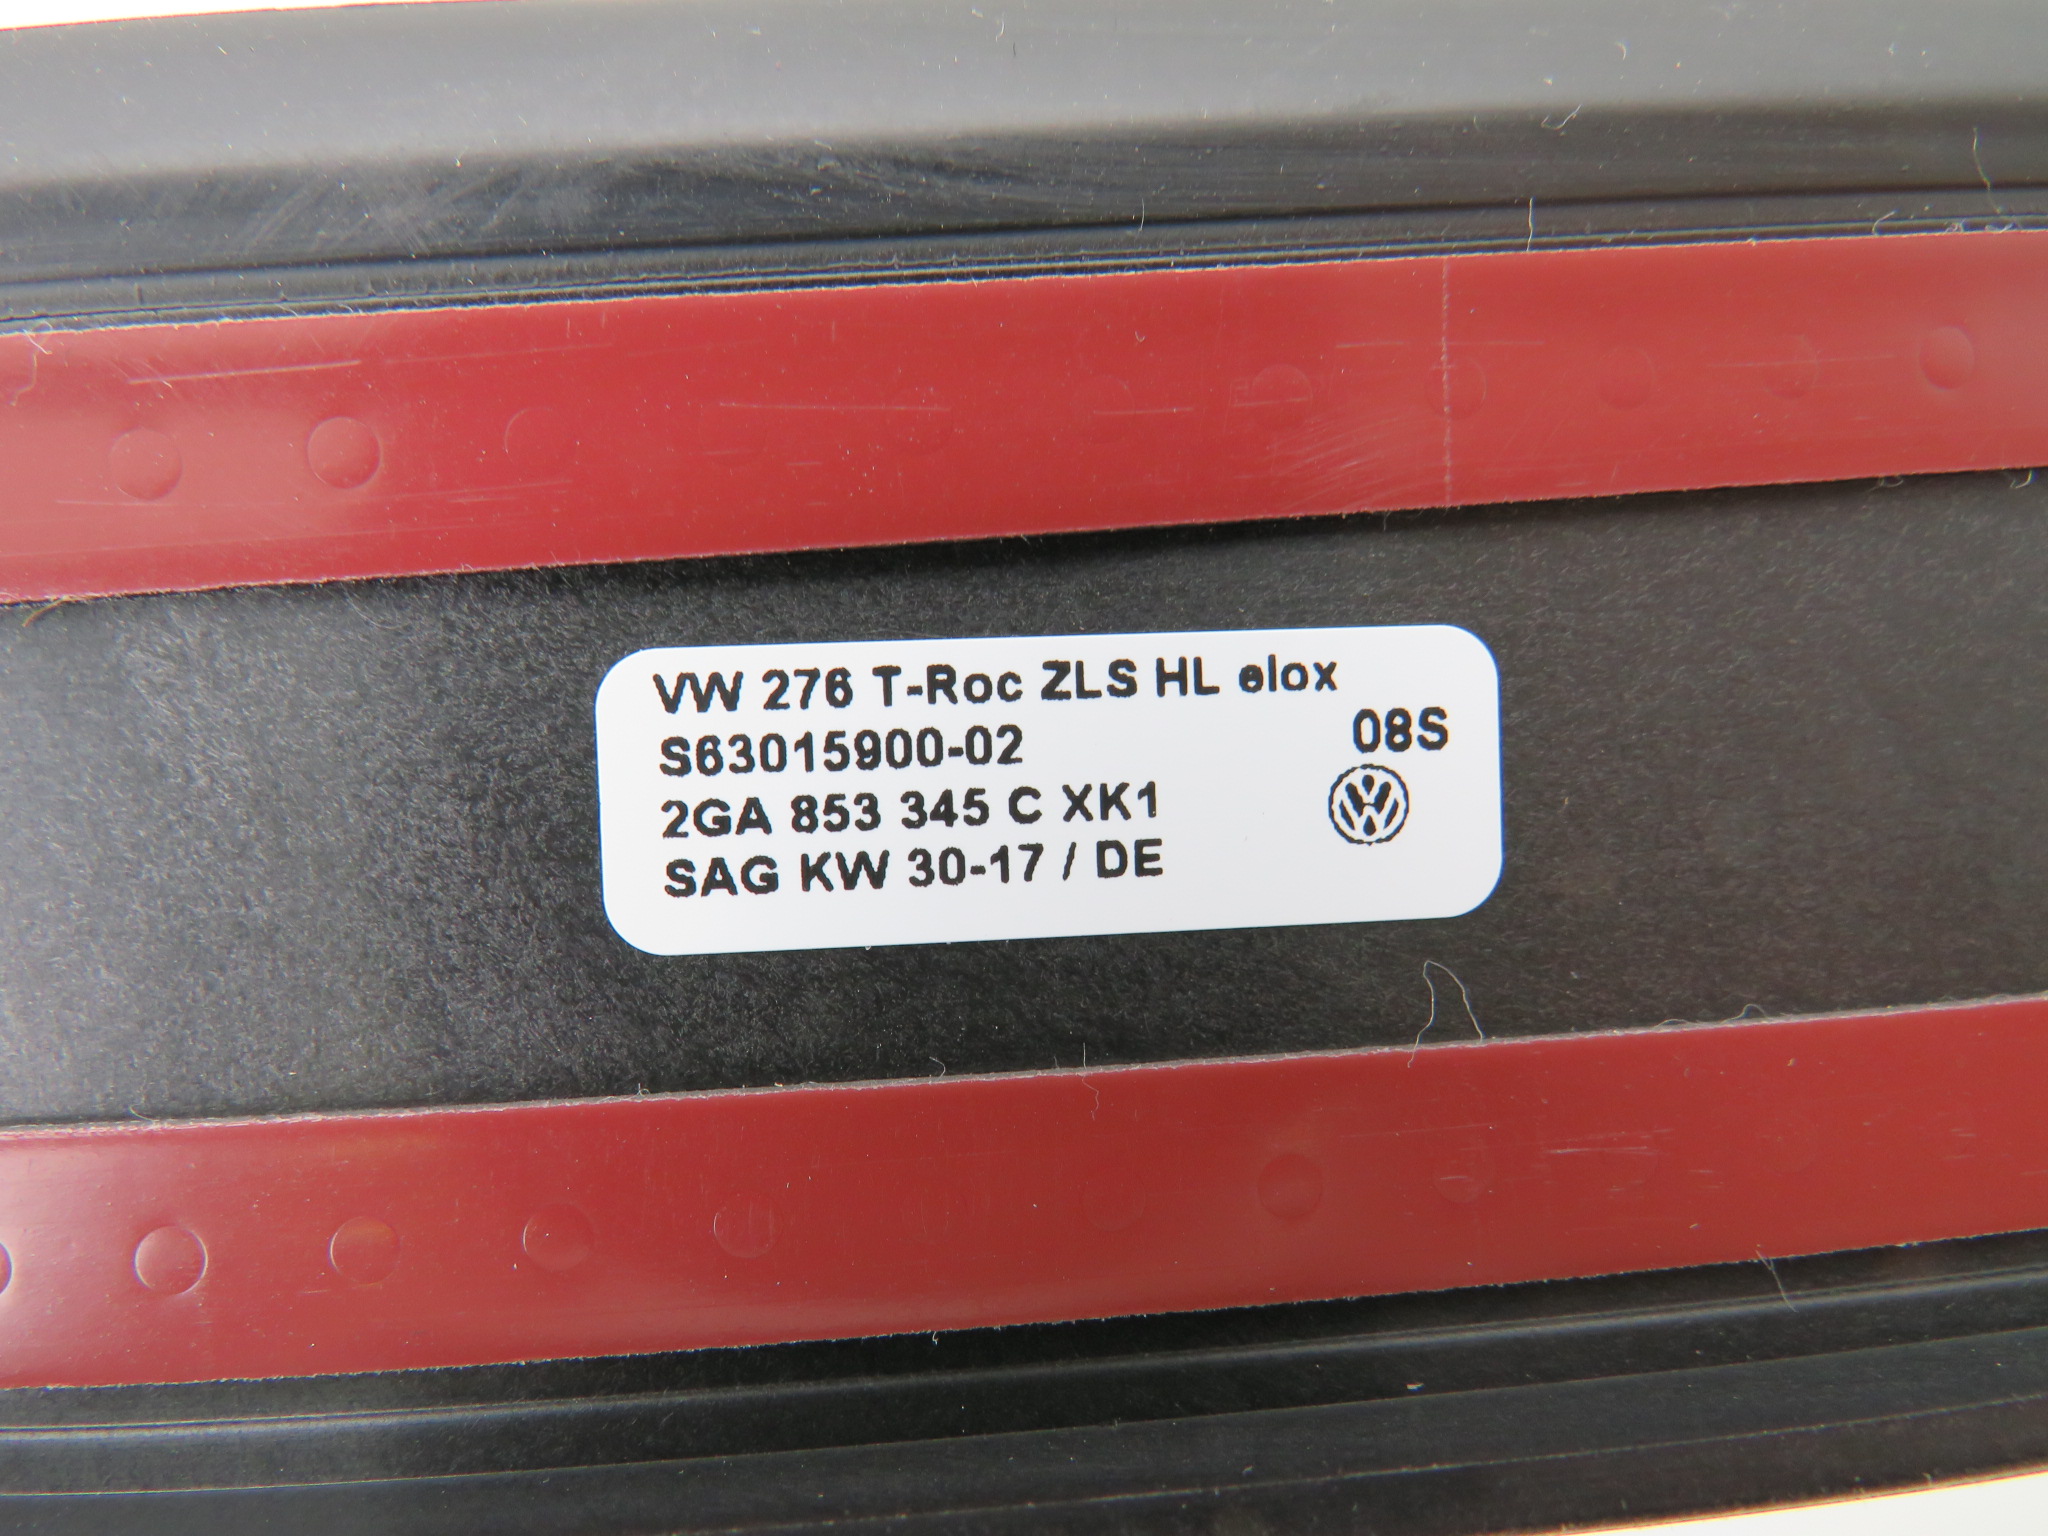 VW 276 T-Roc ZLS HL elox
S63015900-02
08S
2GA 853 345 C XK1
SAG KW 30-17 / DE